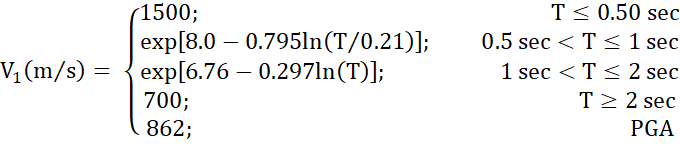 1500; T ≤ 0.50 sec
exp[8.0 − 0.795ln(T/0.21)]; 0.5 sec < T ≤ 1 sec
V₁(m/s) = { exp[6.76 − 0.297ln(T)]; 1 sec < T ≤ 2 sec
700; T ≥ 2 sec
862; PGA